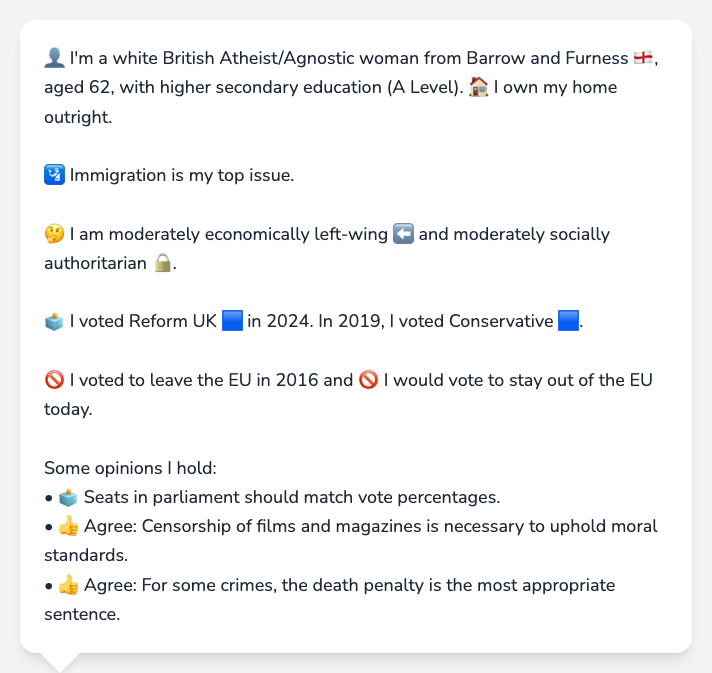 👤 I'm a white British Atheist/Agnostic woman from Barrow and Furness 🏴󠁧󠁢󠁥󠁮󠁧󠁿,
aged 62, with higher secondary education (A Level). 🏠 I own my home
outright.
🛂 Immigration is my top issue.
🤔 I am moderately economically left-wing ⬅️ and moderately socially
authoritarian 🔒.
🗳️ I voted Reform UK 🟦 in 2024. In 2019, I voted Conservative 🟦.
🚫 I voted to leave the EU in 2016 and 🚫 I would vote to stay out of the EU
today.
Some opinions I hold:
• 🗳️ Seats in parliament should match vote percentages.
• 👍 Agree: Censorship of films and magazines is necessary to uphold moral
standards.
• 👍 Agree: For some crimes, the death penalty is the most appropriate
sentence.